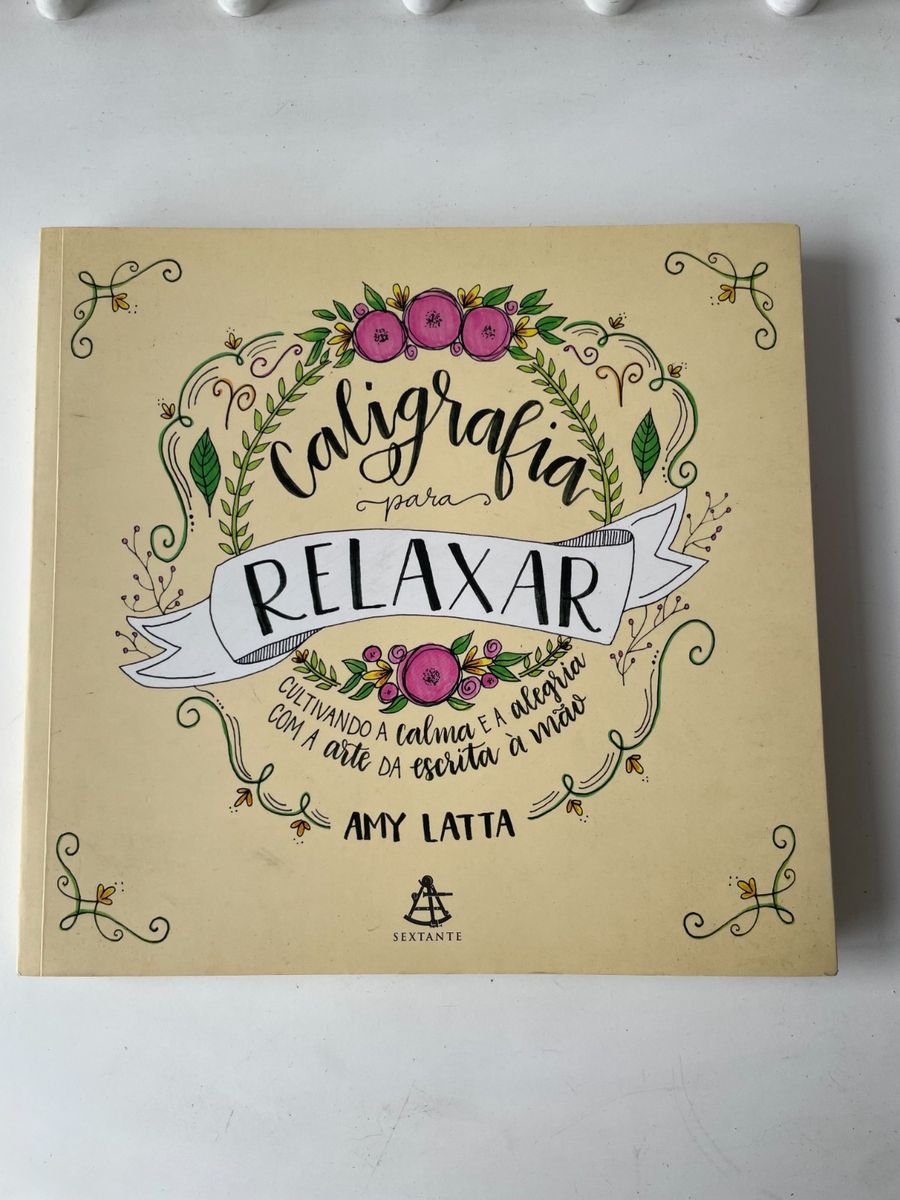 Caligrafia
para
RELAXAR
CULTIVANDO A calma E A alegria
COM A arte DA escrita à mão
AMY LATTA
SEXTANTE